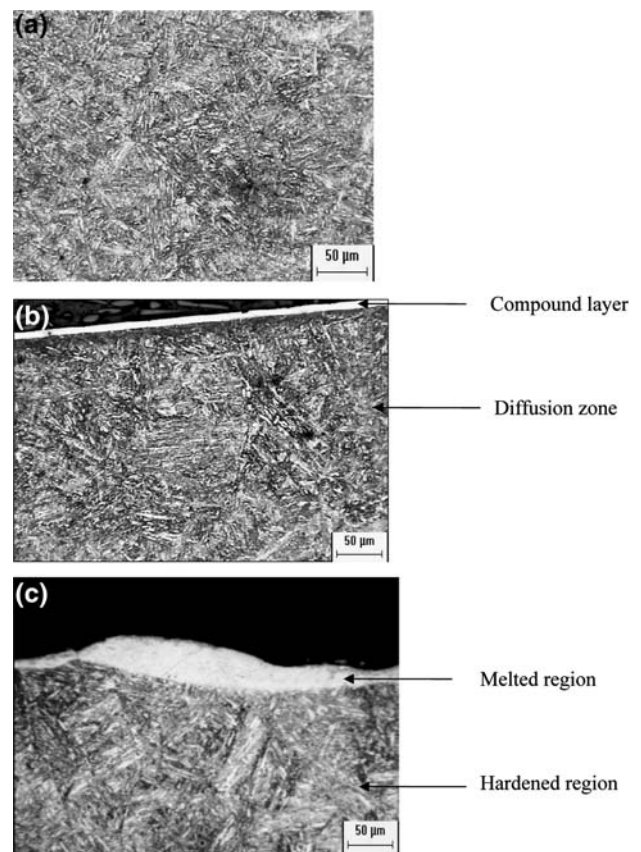 (a)
50 µm
(b)
Compound layer
Diffusion zone
50 µm
(c)
Melted region
Hardened region
50 µm